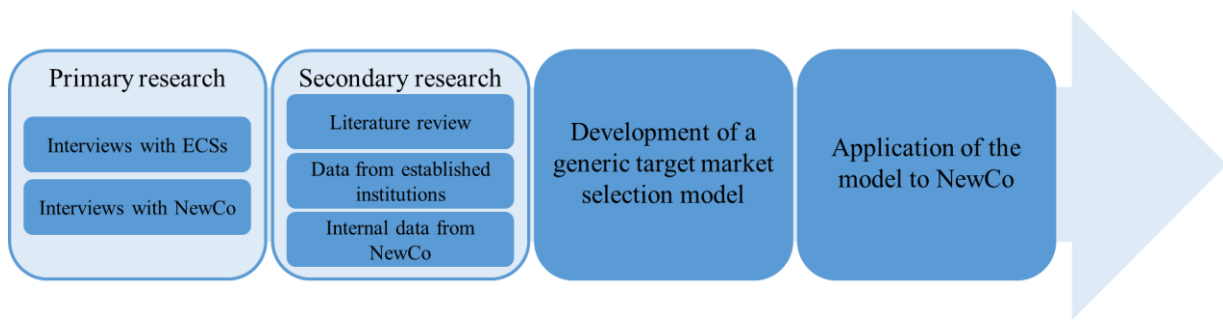 Primary research
Interviews with ECSs
Interviews with NewCo
Secondary research
Literature review
Data from established
institutions
Internal data from
NewCo
Development of a
generic target market
selection model
Application of the
model to NewCo